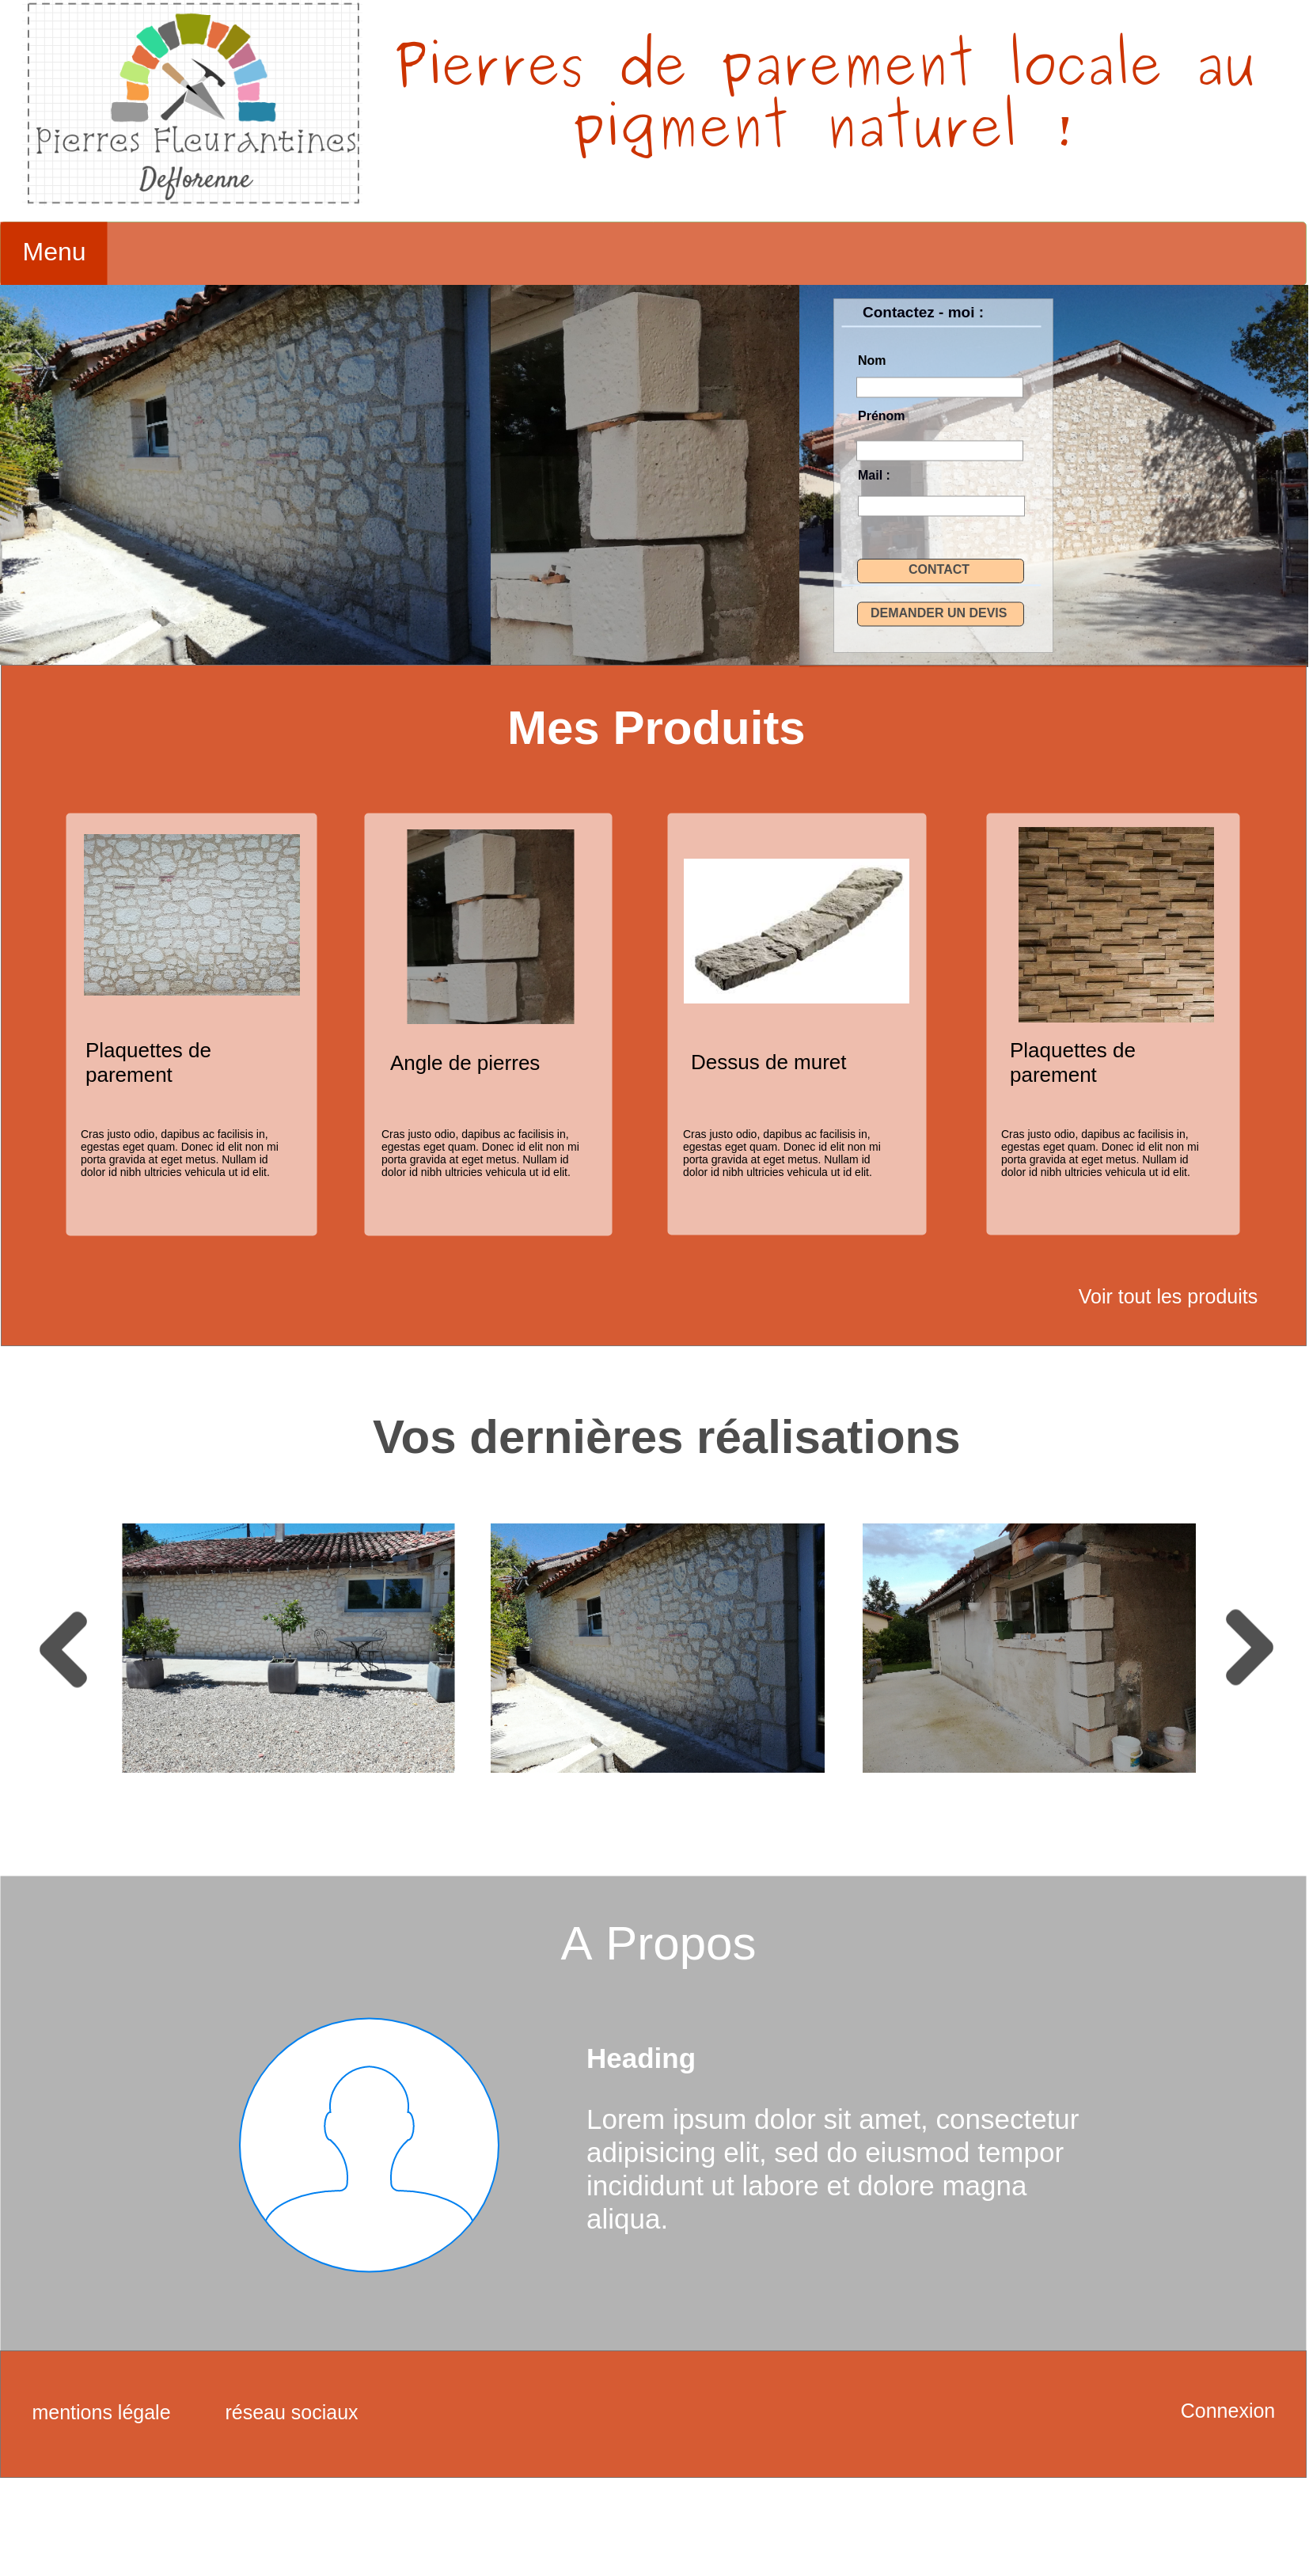 Pierres Fleurantines
Deflorenne
Pierres de parement locale au
pigment naturel !
Menu
Contactez - moi :
Nom
Prénom
Mail :
CONTACT
DEMANDER UN DEVIS
Mes Produits
Plaquettes de
parement
Cras justo odio, dapibus ac facilisis in,
egestas eget quam. Donec id elit non mi
porta gravida at eget metus. Nullam id
dolor id nibh ultricies vehicula ut id elit.
Angle de pierres
Cras justo odio, dapibus ac facilisis in,
egestas eget quam. Donec id elit non mi
porta gravida at eget metus. Nullam id
dolor id nibh ultricies vehicula ut id elit.
Dessus de muret
Cras justo odio, dapibus ac facilisis in,
egestas eget quam. Donec id elit non mi
porta gravida at eget metus. Nullam id
dolor id nibh ultricies vehicula ut id elit.
Plaquettes de
parement
Cras justo odio, dapibus ac facilisis in,
egestas eget quam. Donec id elit non mi
porta gravida at eget metus. Nullam id
dolor id nibh ultricies vehicula ut id elit.
Voir tout les produits
Vos dernières réalisations
A Propos
Heading
Lorem ipsum dolor sit amet, consectetur
adipisicing elit, sed do eiusmod tempor
incididunt ut labore et dolore magna
aliqua.
mentions légale
réseau sociaux
Connexion